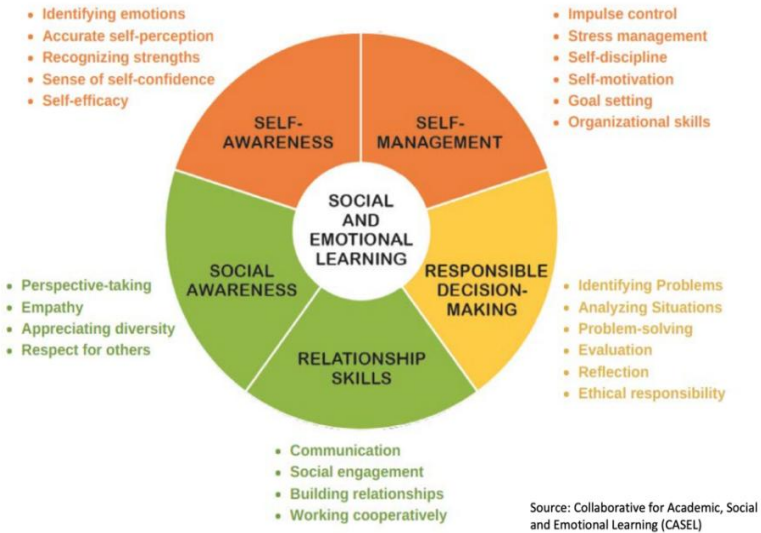 • Identifying emotions
• Accurate self-perception
• Recognizing strengths
• Sense of self-confidence
• Self-efficacy
• Impulse control
• Stress management
• Self-discipline
• Self-motivation
• Goal setting
• Organizational skills
SELF-
AWARENESS
SELF-
MANAGEMENT
SOCIAL
AND
EMOTIONAL
LEARNING
SOCIAL
AWARENESS
RESPONSIBLE
DECISION-
MAKING
RELATIONSHIP
SKILLS
• Perspective-taking
• Empathy
• Appreciating diversity
• Respect for others
• Identifying Problems
• Analyzing Situations
• Problem-solving
• Evaluation
• Reflection
• Ethical responsibility
• Communication
• Social engagement
• Building relationships
• Working cooperatively
Source: Collaborative for Academic, Social
and Emotional Learning (CASEL)